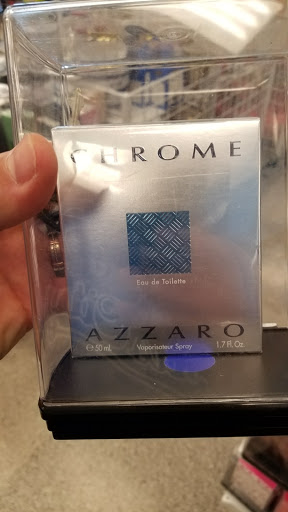 CHROME
Eau de Toilette
AZZARO
℮ 50 mL Vaporisateur Spray 1.7 Fl. Oz